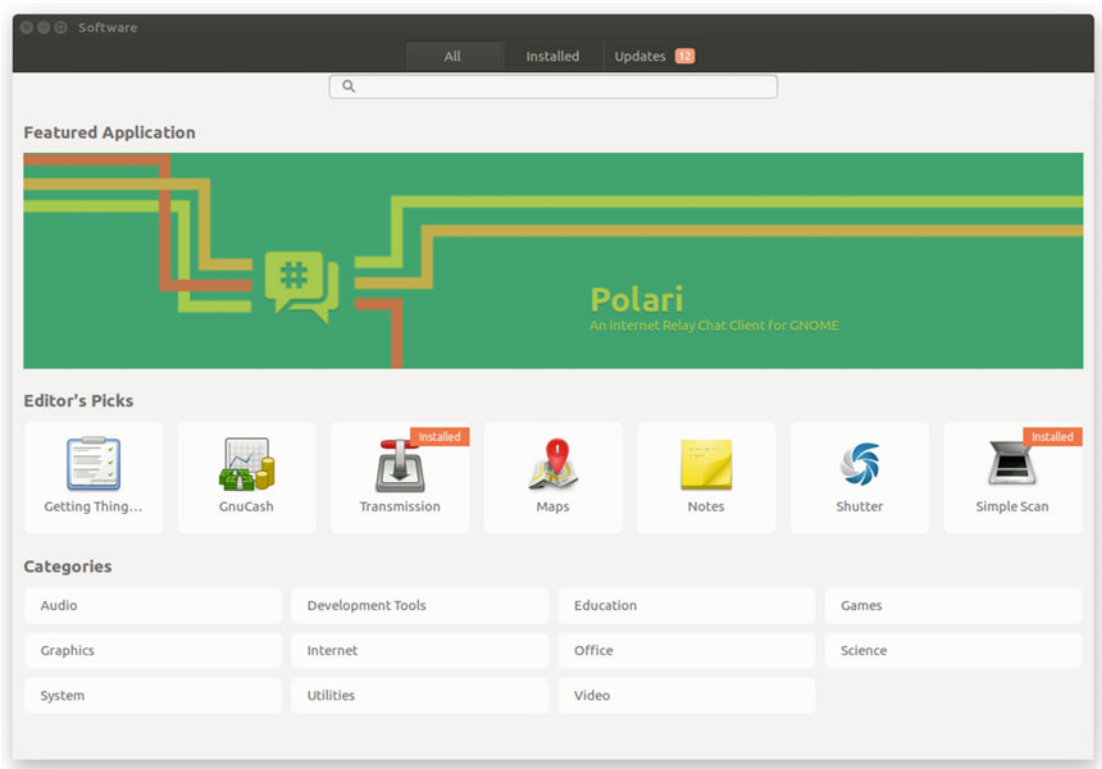 Software
All Installed Updates 12
Featured Application
#
Polari
An Internet Relay Chat Client for GNOME
Editor's Picks
Installed Installed
Getting Thing... GnuCash Transmission Maps Notes Shutter Simple Scan
Categories
Audio Development Tools Education Games
Graphics Internet Office Science
System Utilities Video